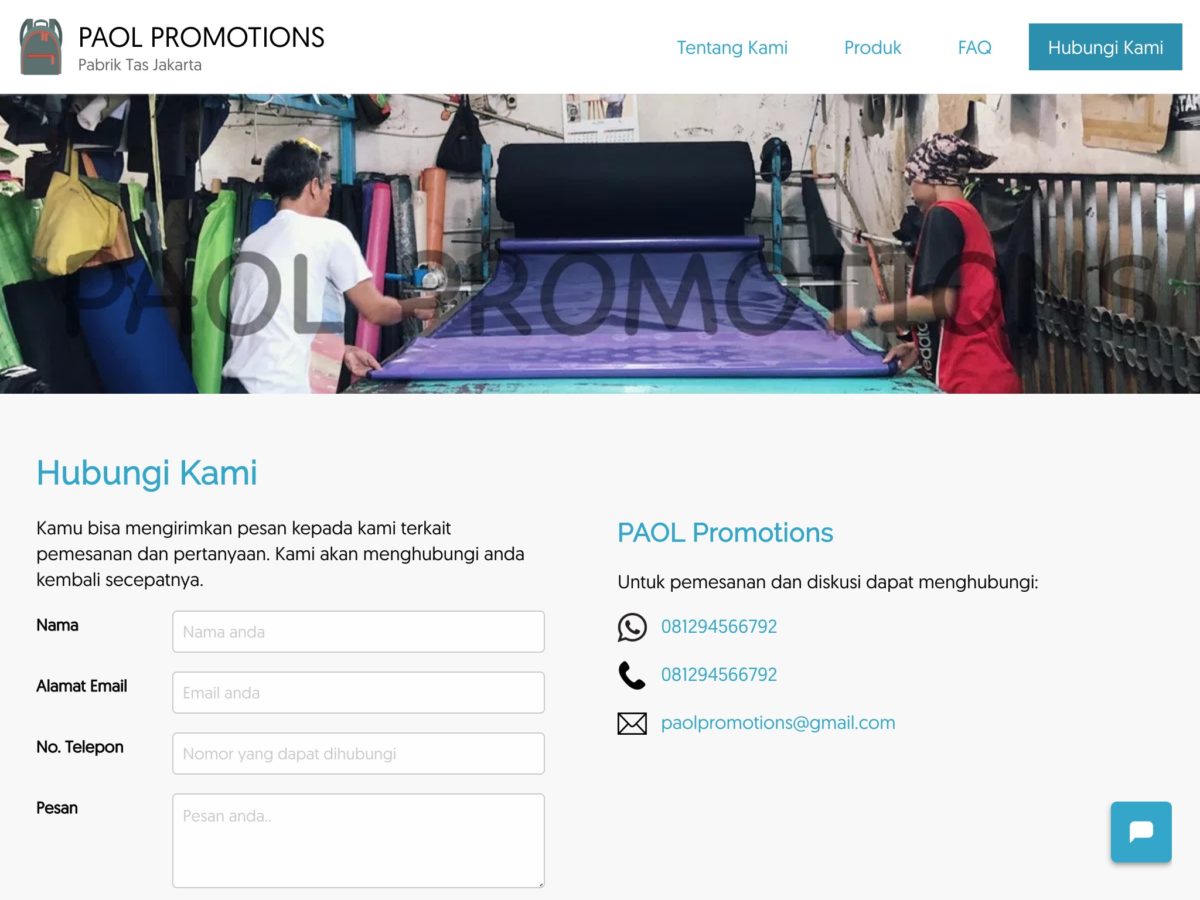 PAOL PROMOTIONS
Pabrik Tas Jakarta
Tentang Kami
Produk
FAQ
Hubungi Kami
PAOL PROMOTIONS
Hubungi Kami
Kamu bisa mengirimkan pesan kepada kami terkait
pemesanan dan pertanyaan. Kami akan menghubungi anda
kembali secepatnya.
Nama
Nama anda
Alamat Email
Email anda
No. Telepon
Nomor yang dapat dihubungi
Pesan
Pesan anda..
PAOL Promotions
Untuk pemesanan dan diskusi dapat menghubungi:
081294566792
081294566792
paolpromotions@gmail.com